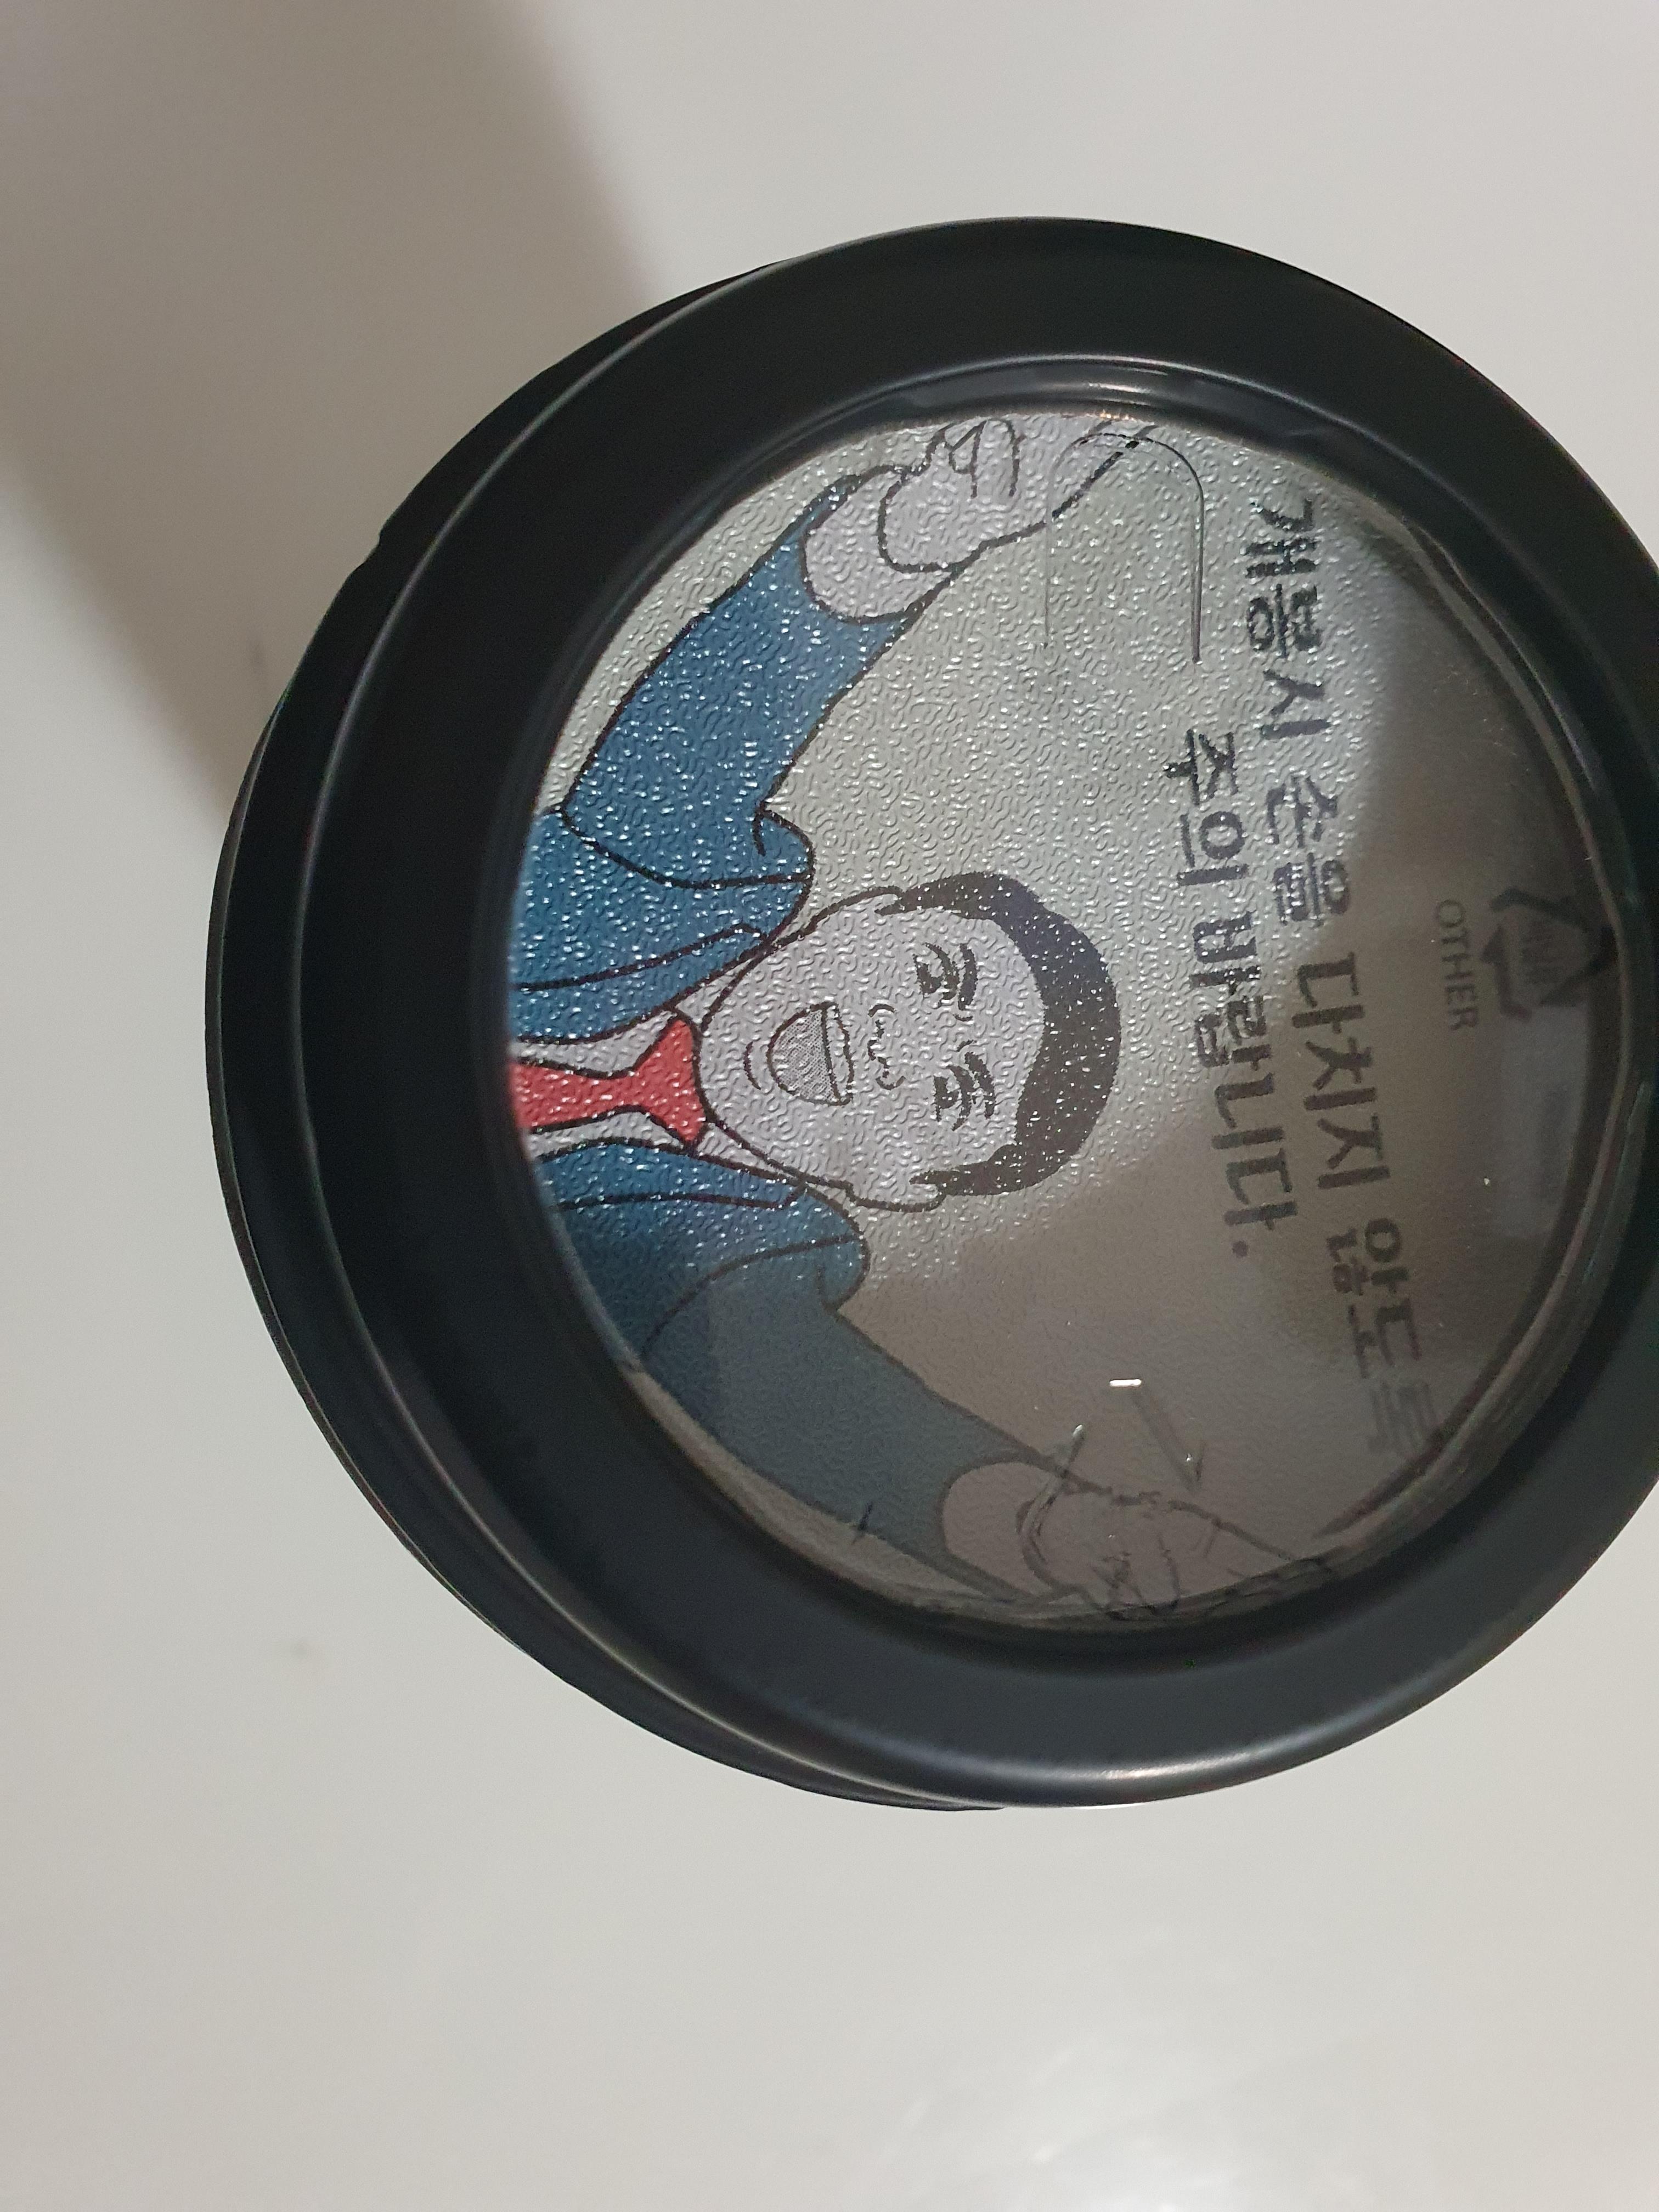 OTHER
개봉시 손을 다치지 않도록
주의 바랍니다.